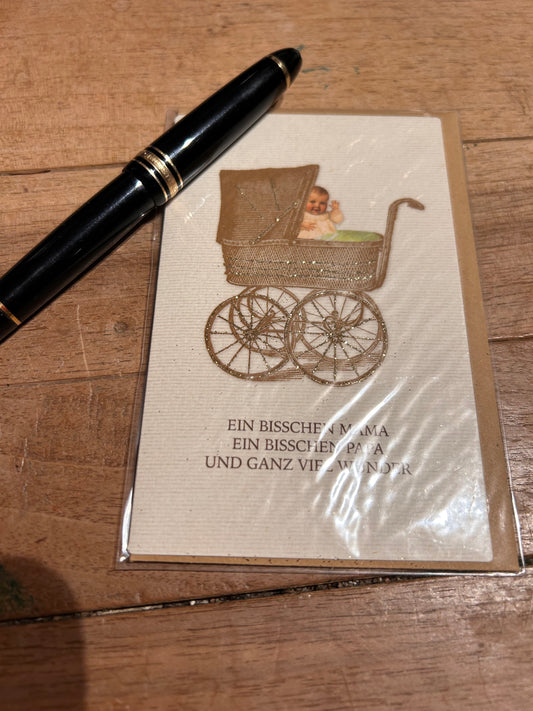 EIN BISSCHEN MAMA
EIN BISSCHEN PAPA
UND GANZ VIEL WUNDER